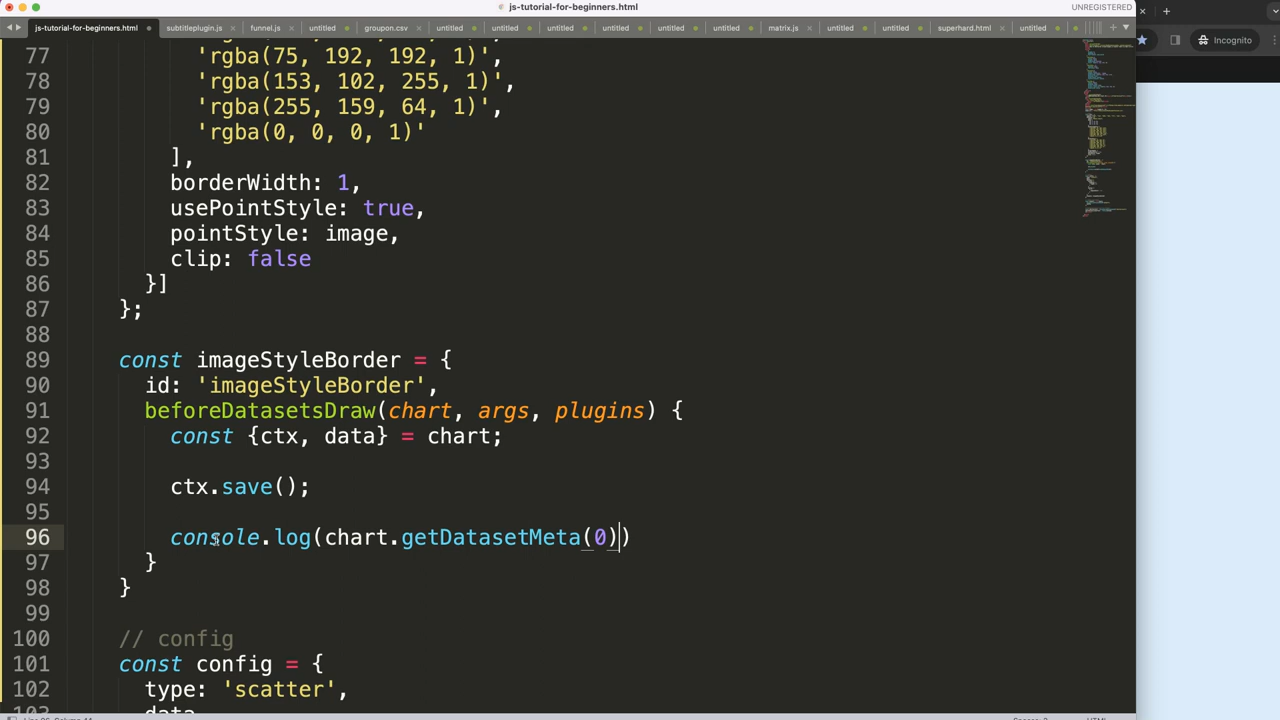 js-tutorial-for-beginners.html
UNREGISTERED
js-tutorial-for-beginners.html subtitleplugin.js funnel.js untitled groupon.csv untitled untitled untitled untitled untitled untitled matrix.js untitled untitled superhard.html untitled
Incognito
77 'rgba(75, 192, 192, 1)',
78 'rgba(153, 102, 255, 1)',
79 'rgba(255, 159, 64, 1)',
80 'rgba(0, 0, 0, 1)'
81 ],
82 borderWidth: 1,
83 usePointStyle: true,
84 pointStyle: image,
85 clip: false
86 }]
87 };
88
89 const imageStyleBorder = {
90 id: 'imageStyleBorder',
91 beforeDatasetsDraw(chart, args, plugins) {
92 const {ctx, data} = chart;
93
94 ctx.save();
95
96 console.log(chart.getDatasetMeta(0))
97 }
98 }
99
100 // config
101 const config = {
102 type: 'scatter',
data